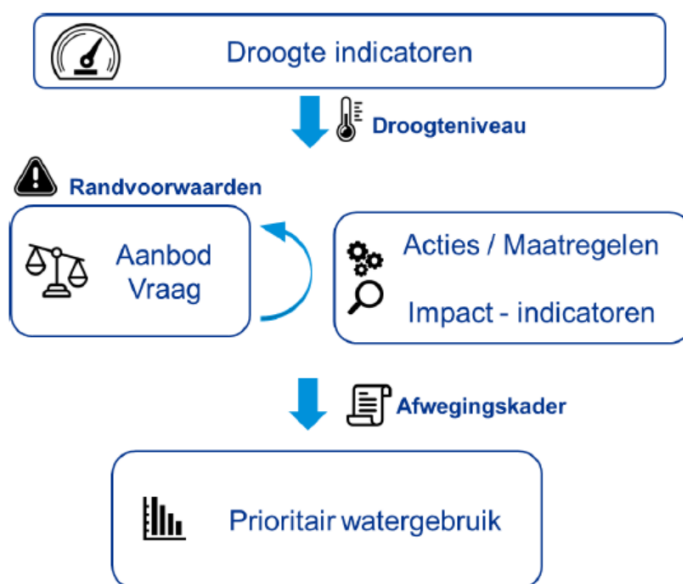 Droogte indicatoren
Droogteniveau
Randvoorwaarden
Aanbod
Vraag
Acties / Maatregelen
Impact - indicatoren
Afwegingskader
Prioritair watergebruik